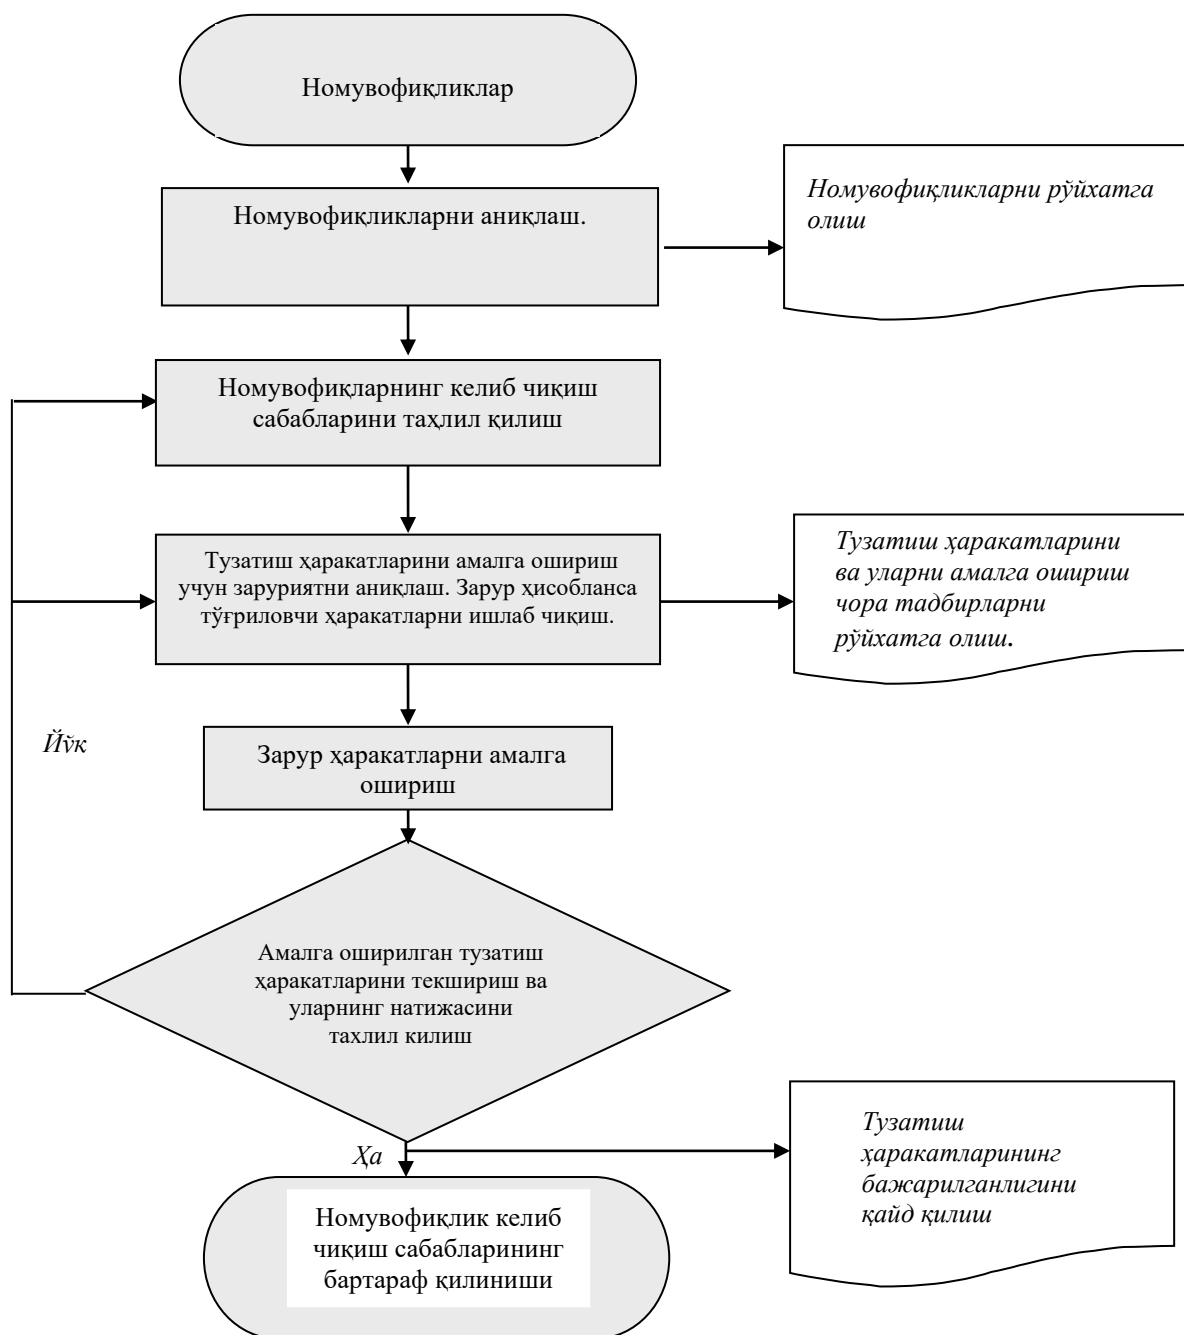 Номувофиқликлар
Номувофиқликларни аниқлаш.
Номувофиқликларни рўйхатга
олиш
Номувофиқларнинг келиб чиқиш
сабабларини таҳлил қилиш
Тузатиш ҳаракатларини амалга ошириш
учун заруриятни аниқлаш. Зарур ҳисобланса
тўғриловчи ҳаракатларни ишлаб чиқиш.
Тузатиш ҳаракатларини
ва уларни амалга ошириш
чора тадбирларни
рўйхатга олиш.
Йўк
Зарур ҳаракатларни амалга
ошириш
Амалга оширилган тузатиш
ҳаракатларини текшириш ва
уларнинг натижасини
тахлил килиш
Ҳа
Тузатиш
ҳаракатларининг
бажарилганлигини
қайд қилиш
Номувофиқлик келиб
чиқиш сабабларининг
бартараф қилиниши